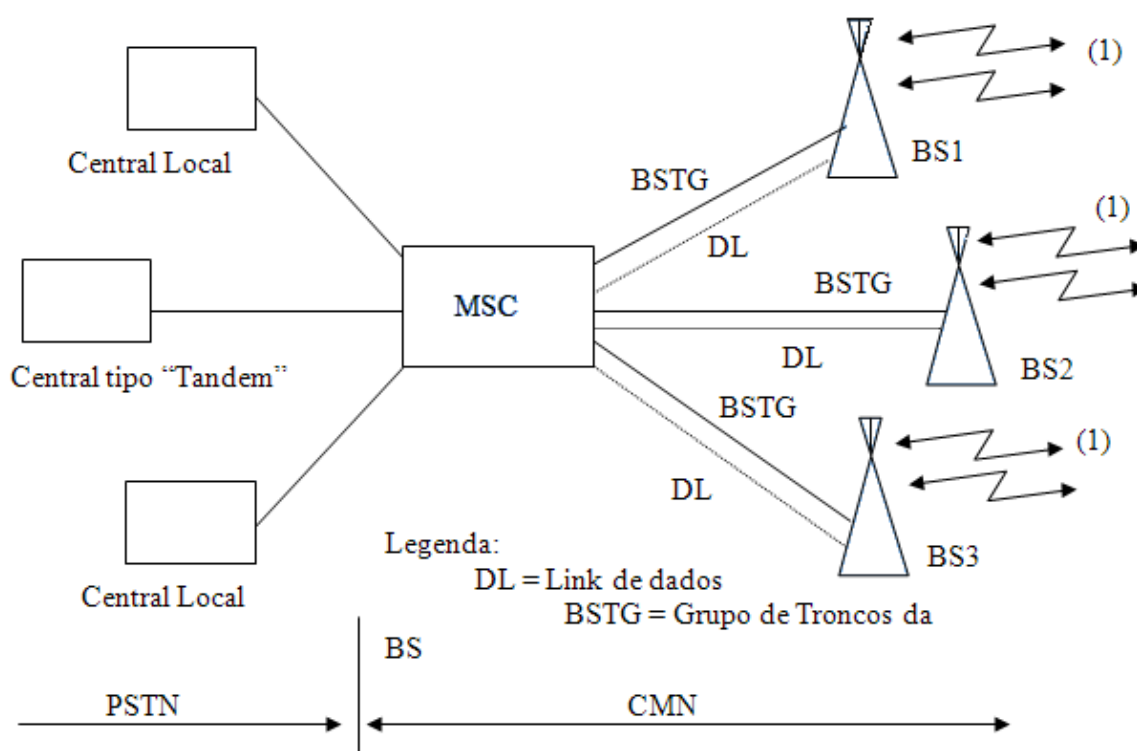 (1)
Central Local
BS1
BSTG
DL
(1)
MSC
BSTG
Central tipo “Tandem”
DL
BS2
BSTG
(1)
DL
Legenda:
BS3
DL = Link de dados
Central Local
BSTG = Grupo de Troncos da
BS
PSTN
CMN